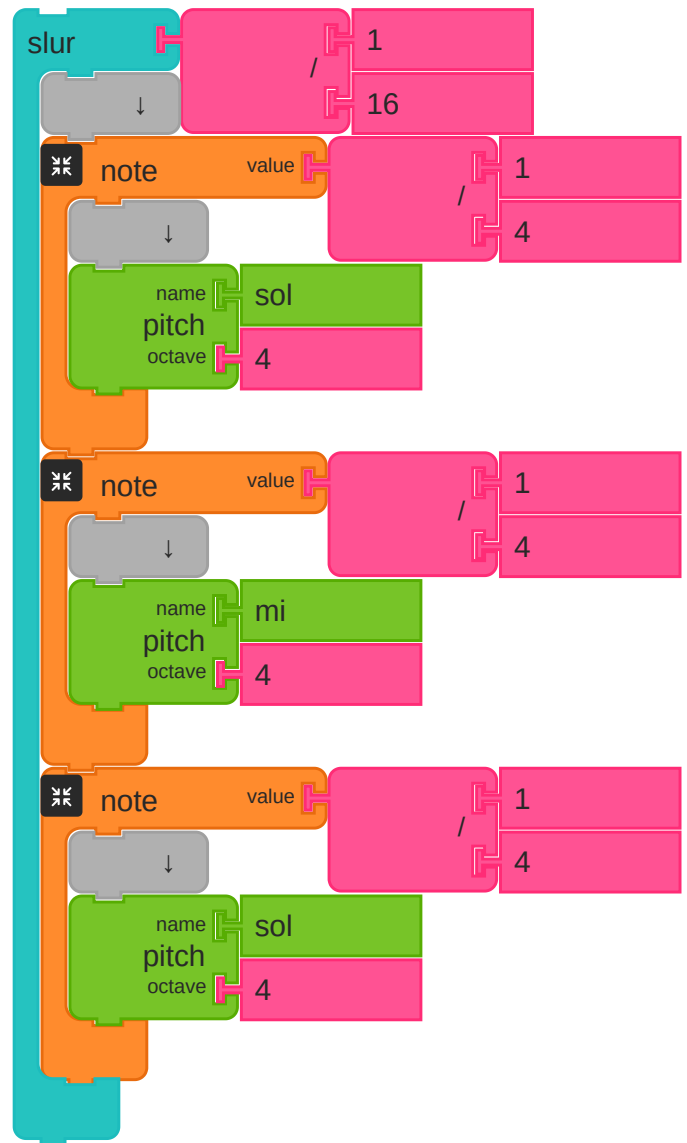 slur
1
/
16
↓
note value
1
/
4
↓
name sol
pitch
octave 4
note value
1
/
4
↓
name mi
pitch
octave 4
note value
1
/
4
↓
name sol
pitch
octave 4